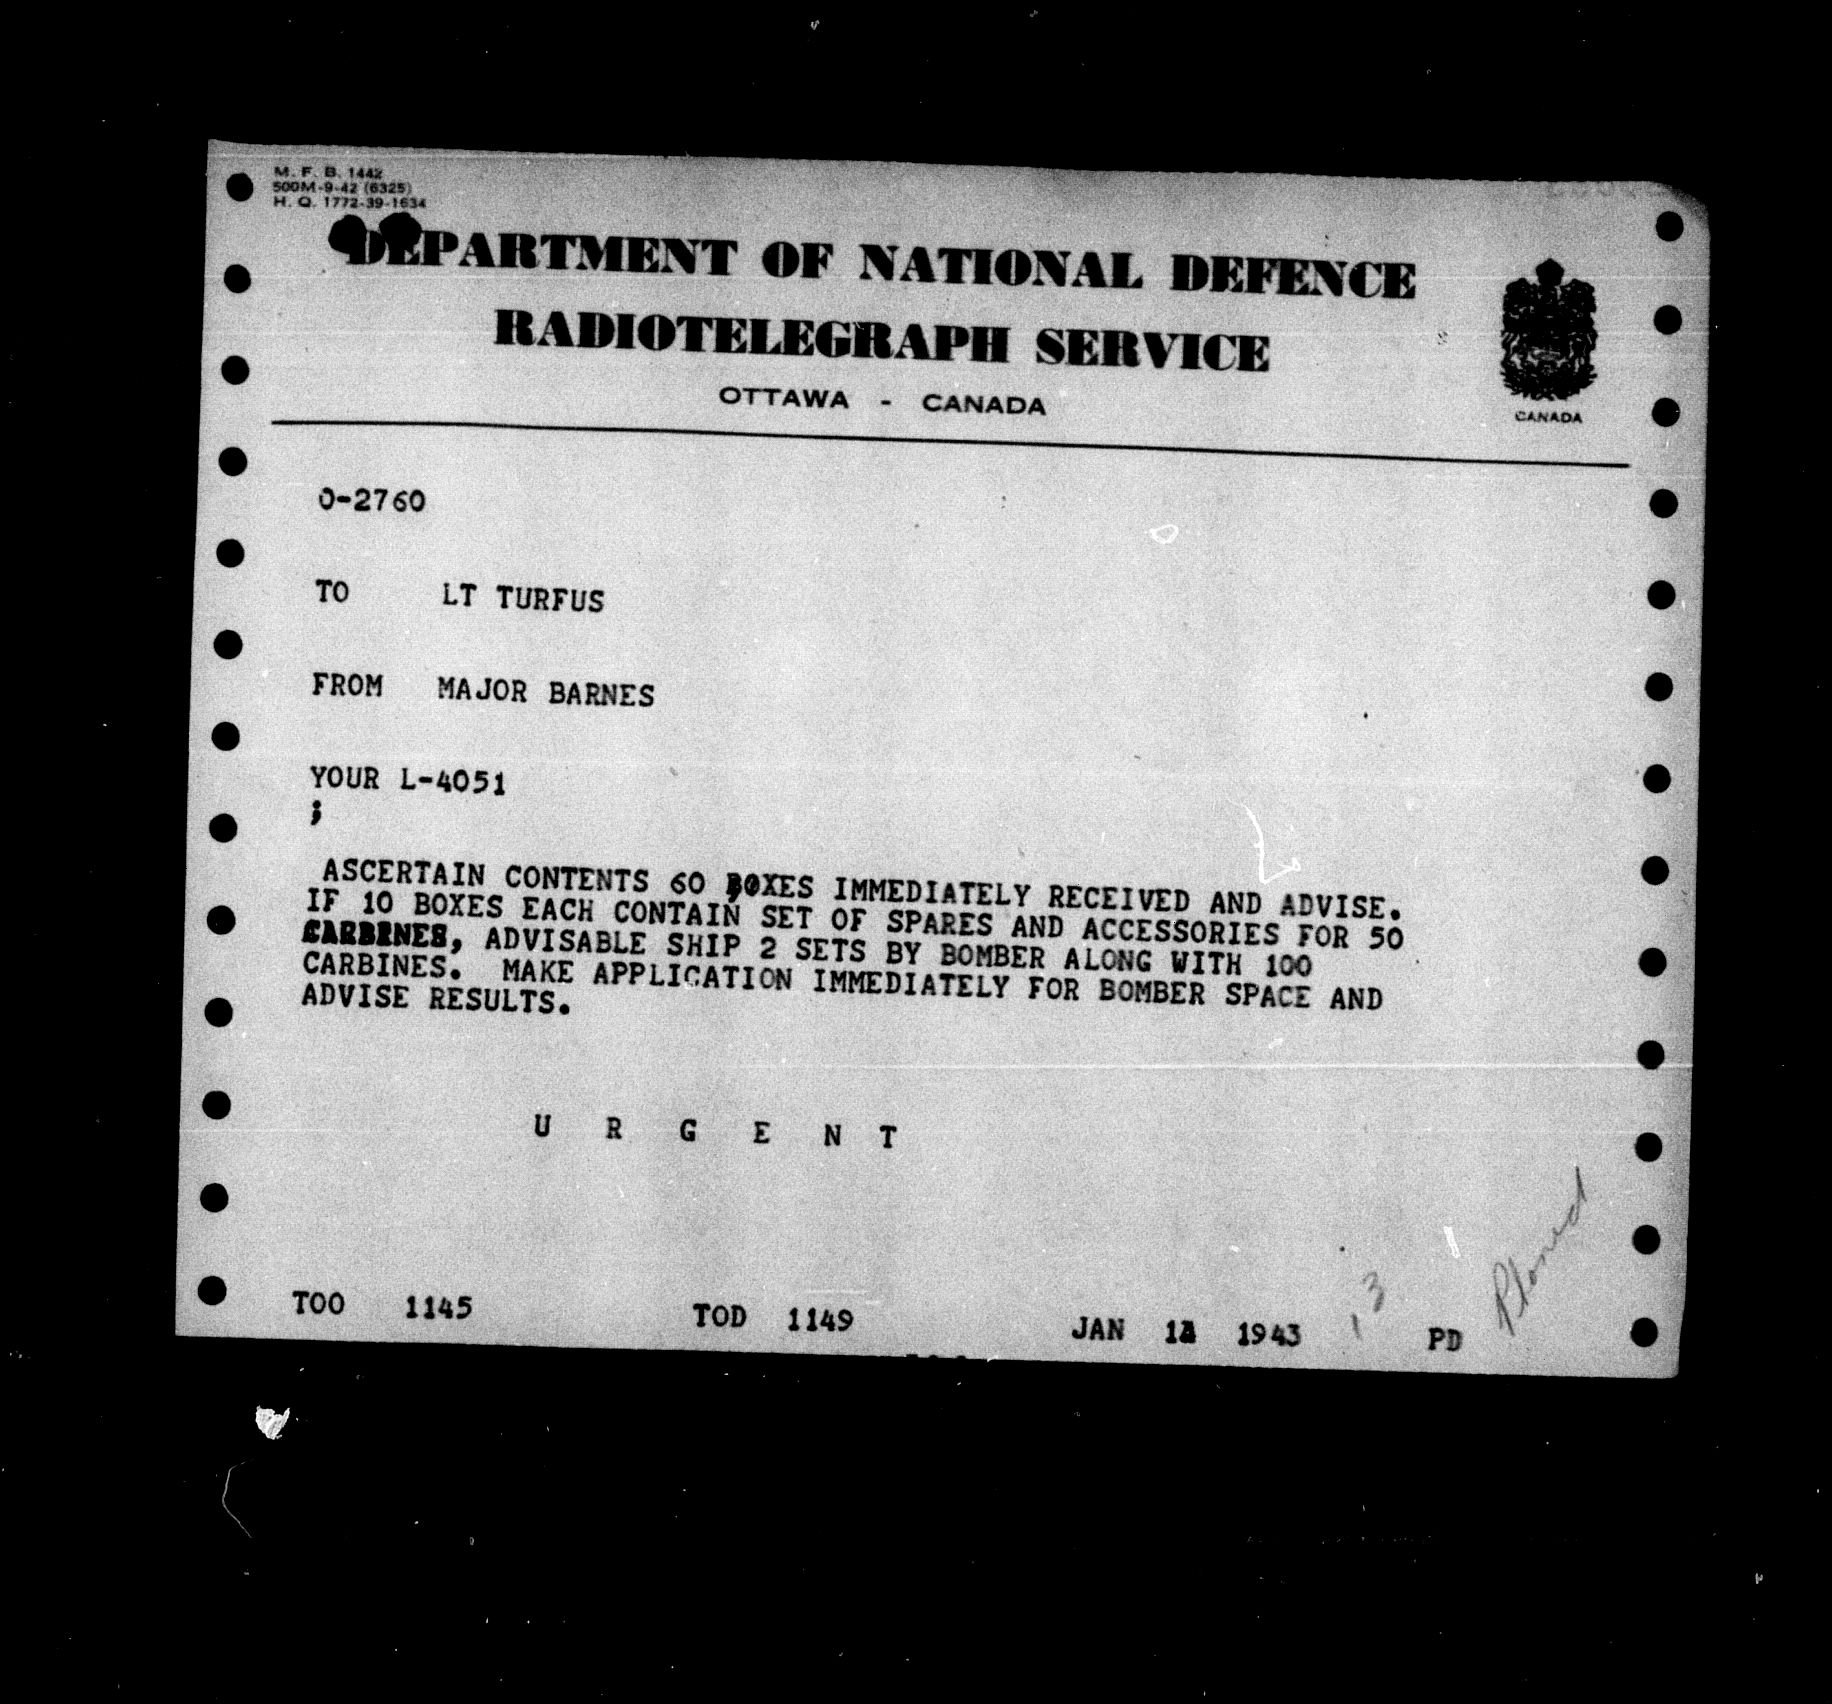 M. F. B. 1442
500M-9-42 (6325)
H. Q. 1772-39-1634
DEPARTMENT OF NATIONAL DEFENCE
RADIOTELEGRAPH SERVICE
OTTAWA - CANADA
CANADA
O-2760
TO LT TURFUS
FROM MAJOR BARNES
YOUR L-4051
;
ASCERTAIN CONTENTS 60 BOXES IMMEDIATELY RECEIVED AND ADVISE.
IF 10 BOXES EACH CONTAIN SET OF SPARES AND ACCESSORIES FOR 50
CARBINES, ADVISABLE SHIP 2 SETS BY BOMBER ALONG WITH 100
CARBINES. MAKE APPLICATION IMMEDIATELY FOR BOMBER SPACE AND
ADVISE RESULTS.
U R G E N T
TOO 1145 TOD 1149 JAN 1943 13 PD